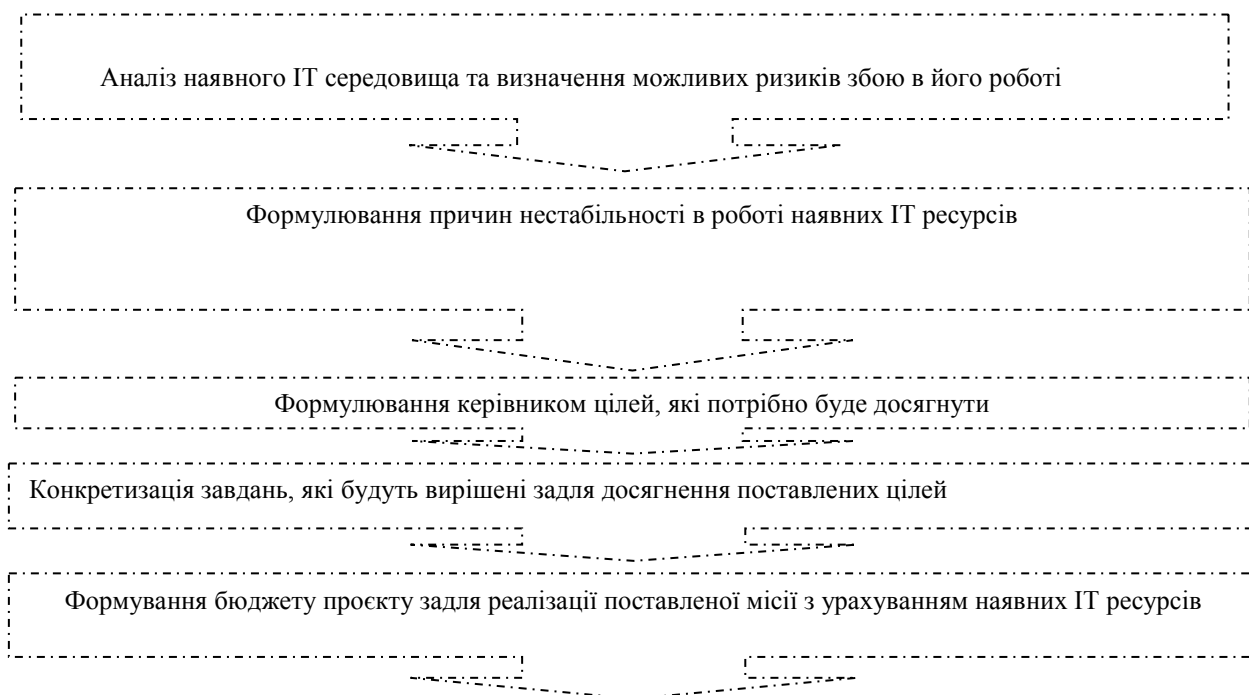 Аналіз наявного ІТ середовища та визначення можливих ризиків збою в його роботі
Формулювання причин нестабільності в роботі наявних ІТ ресурсів
Формулювання керівником цілей, які потрібно буде досягнути
Конкретизація завдань, які будуть вирішені задля досягнення поставлених цілей
Формування бюджету проєкту задля реалізації поставленої місії з урахуванням наявних ІТ ресурсів